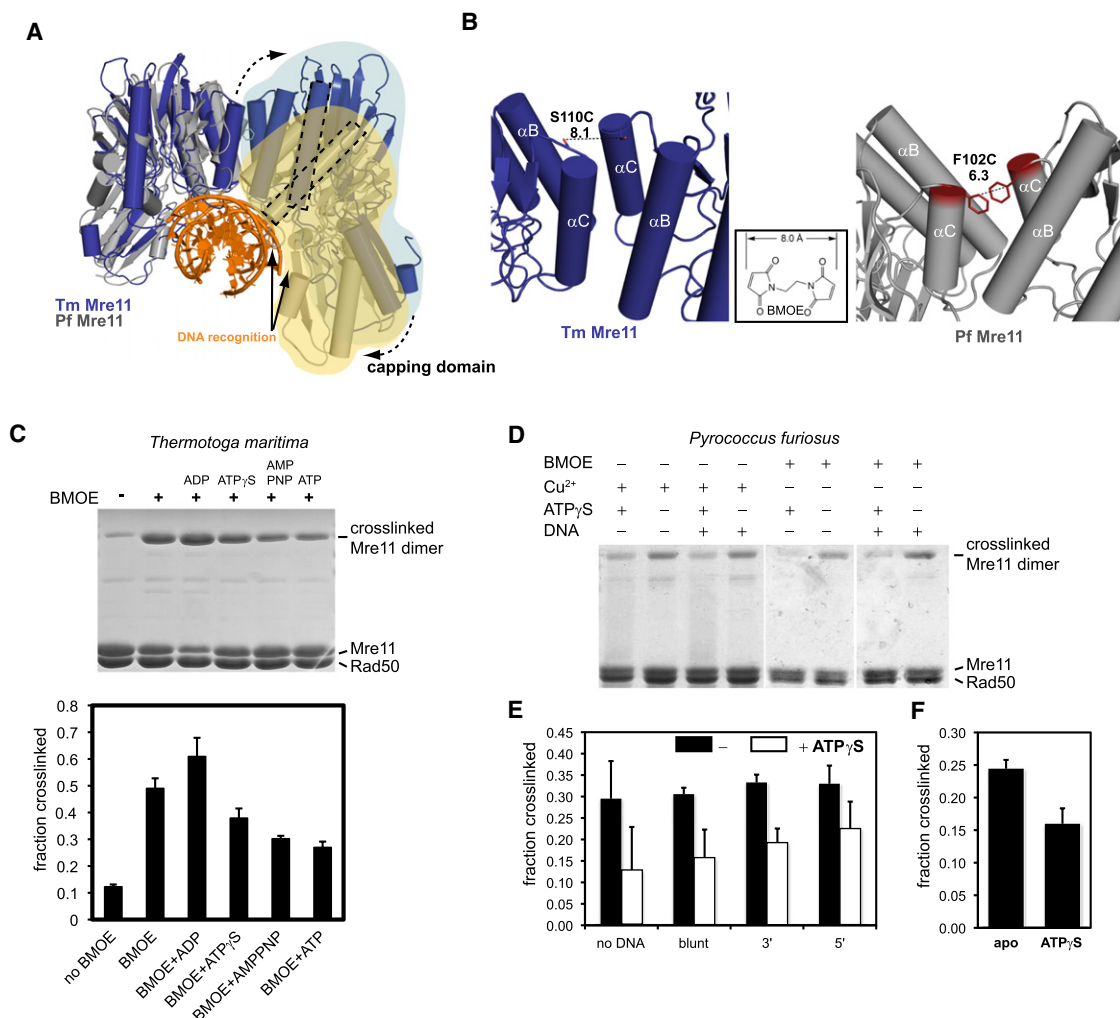 A
Tm Mre11
Pf Mre11
DNA recognition
capping domain
B
S110C
8.1
αB
αC
αC
αB
Tm Mre11
8.0 Å
O
O
N
N
O
O
BMOE
F102C
6.3
αB
αC
αC
αB
Pf Mre11
C
Thermotoga maritima
ADP ATPγS AMP PNP ATP
BMOE - + + + + +
crosslinked
Mre11 dimer
Mre11
Rad50
fraction crosslinked
0.8
0.7
0.6
0.5
0.4
0.3
0.2
0.1
0
no BMOE
BMOE
BMOE+ADP
BMOE+ATPγS
BMOE+AMPPNP
BMOE+ATP
D
Pyrococcus furiosus
BMOE – – – – + + + +
Cu2+ + + + + – – – –
ATPγS + – + – + – + –
DNA – – + + – – + +
crosslinked
Mre11 dimer
Mre11
Rad50
E
– + ATPγS
fraction crosslinked
0.45
0.40
0.35
0.30
0.25
0.20
0.15
0.10
0.05
0.00
no DNA blunt 3' 5'
F
fraction crosslinked
0.30
0.25
0.20
0.15
0.10
0.05
0.00
apo ATPγS